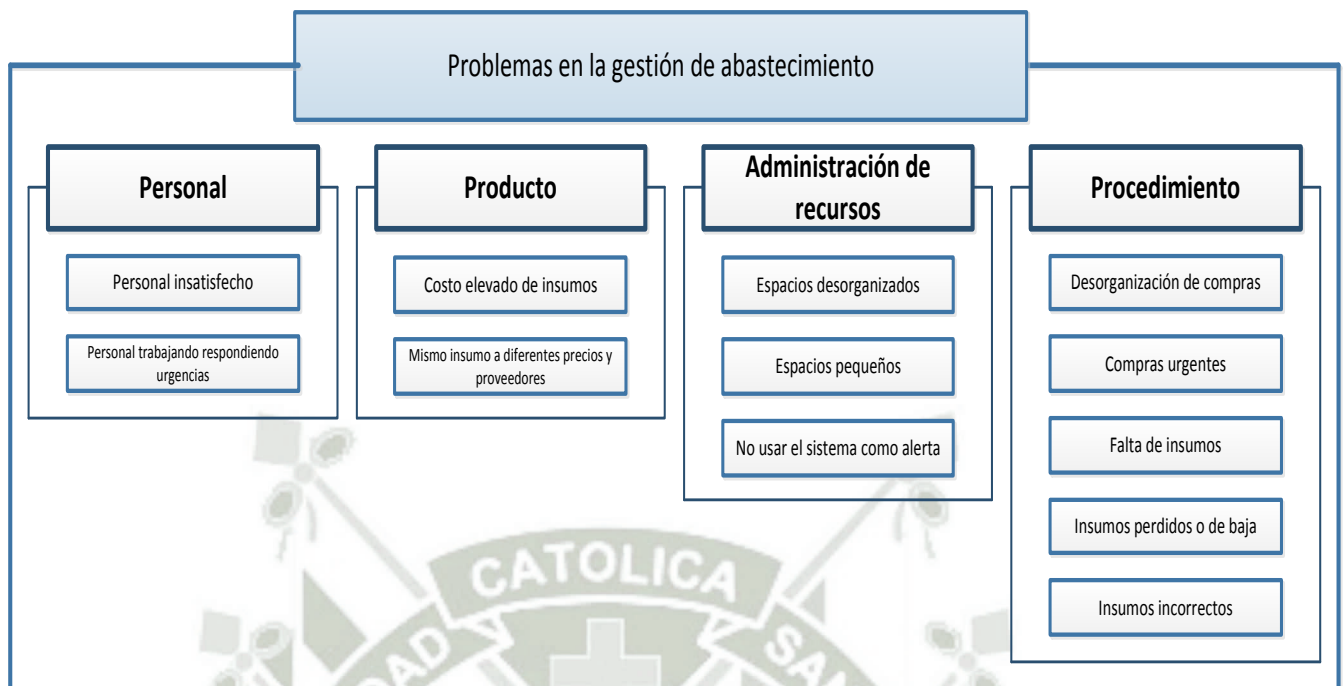 Problemas en la gestión de abastecimiento
Personal
Personal insatisfecho
Personal trabajando respondiendo
urgencias
Producto
Costo elevado de insumos
Mismo insumo a diferentes precios y
proveedores
Administración de
recursos
Espacios desorganizados
Espacios pequeños
No usar el sistema como alerta
Procedimiento
Desorganización de compras
Compras urgentes
Falta de insumos
Insumos perdidos o de baja
Insumos incorrectos
CATOLICA